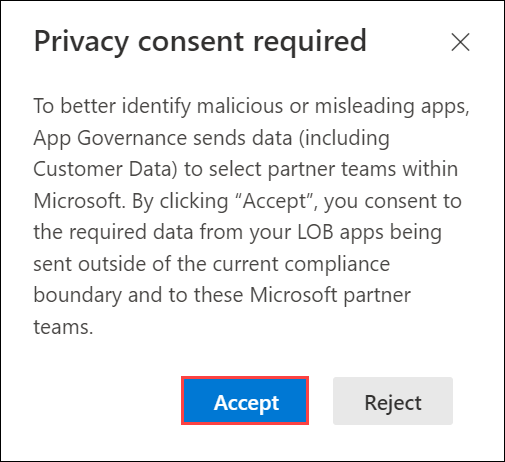 Privacy consent required
To better identify malicious or misleading apps,
App Governance sends data (including
Customer Data) to select partner teams within
Microsoft. By clicking “Accept”, you consent to
the required data from your LOB apps being
sent outside of the current compliance
boundary and to these Microsoft partner
teams.
Accept
Reject